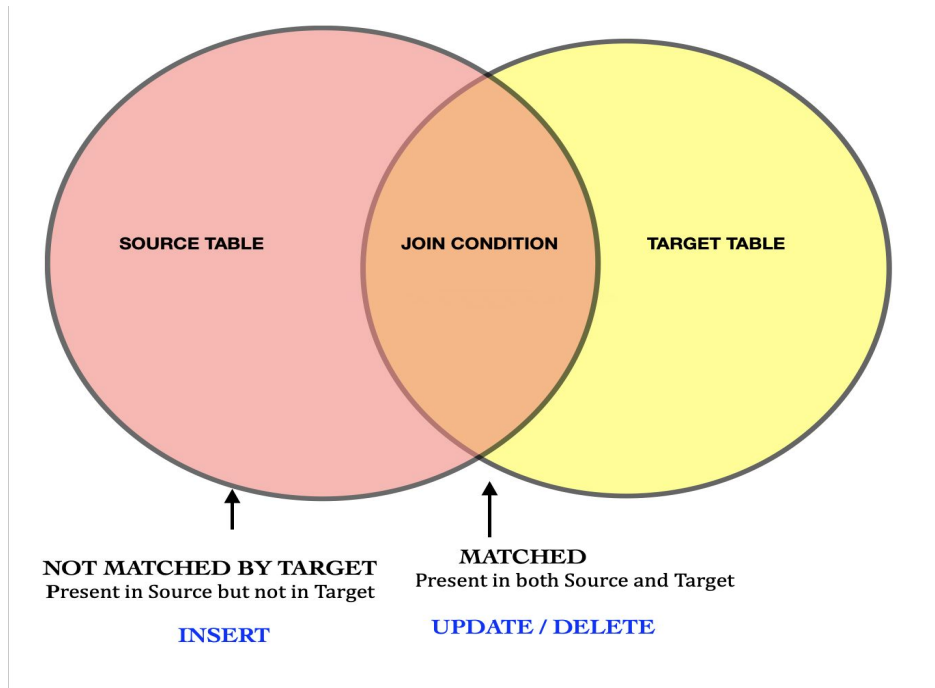 SOURCE TABLE
JOIN CONDITION
TARGET TABLE
NOT MATCHED BY TARGET
Present in Source but not in Target
INSERT
MATCHED
Present in both Source and Target
UPDATE / DELETE